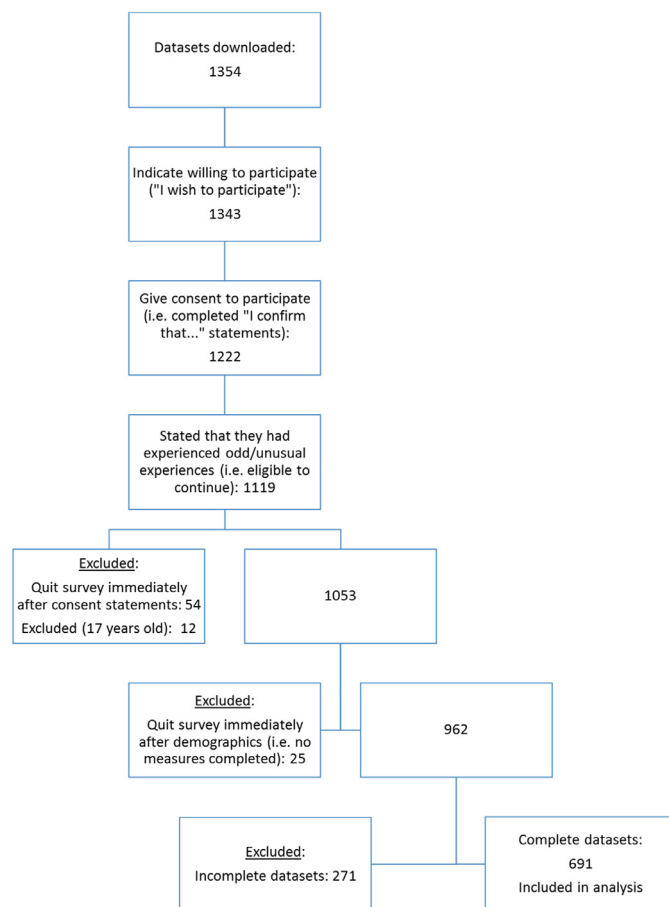 Datasets downloaded:
1354
Indicate willing to participate
("I wish to participate"):
1343
Give consent to participate
(i.e. completed "I confirm
that..." statements):
1222
Stated that they had
experienced odd/unusual
experiences (i.e. eligible to
continue): 1119
Excluded:
Quit survey immediately
after consent statements: 54
Excluded (17 years old): 12
1053
Excluded:
Quit survey immediately
after demographics (i.e. no
measures completed): 25
962
Excluded:
Incomplete datasets: 271
Complete datasets:
691
Included in analysis